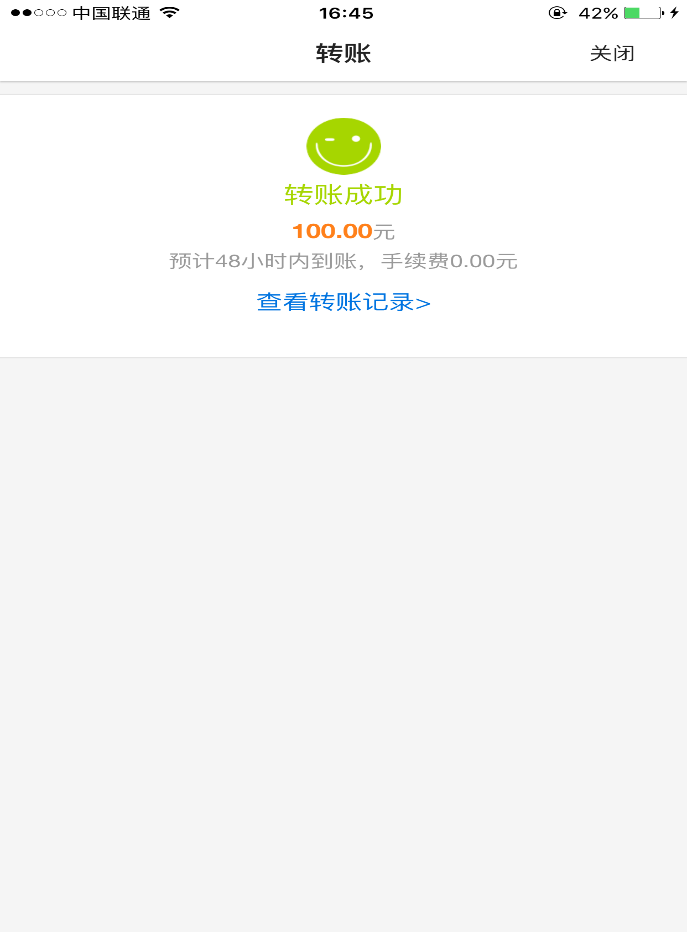 中国联通 16:45 42%
转账 关闭
转账成功
100.00元
预计48小时内到账，手续费0.00元
查看转账记录>